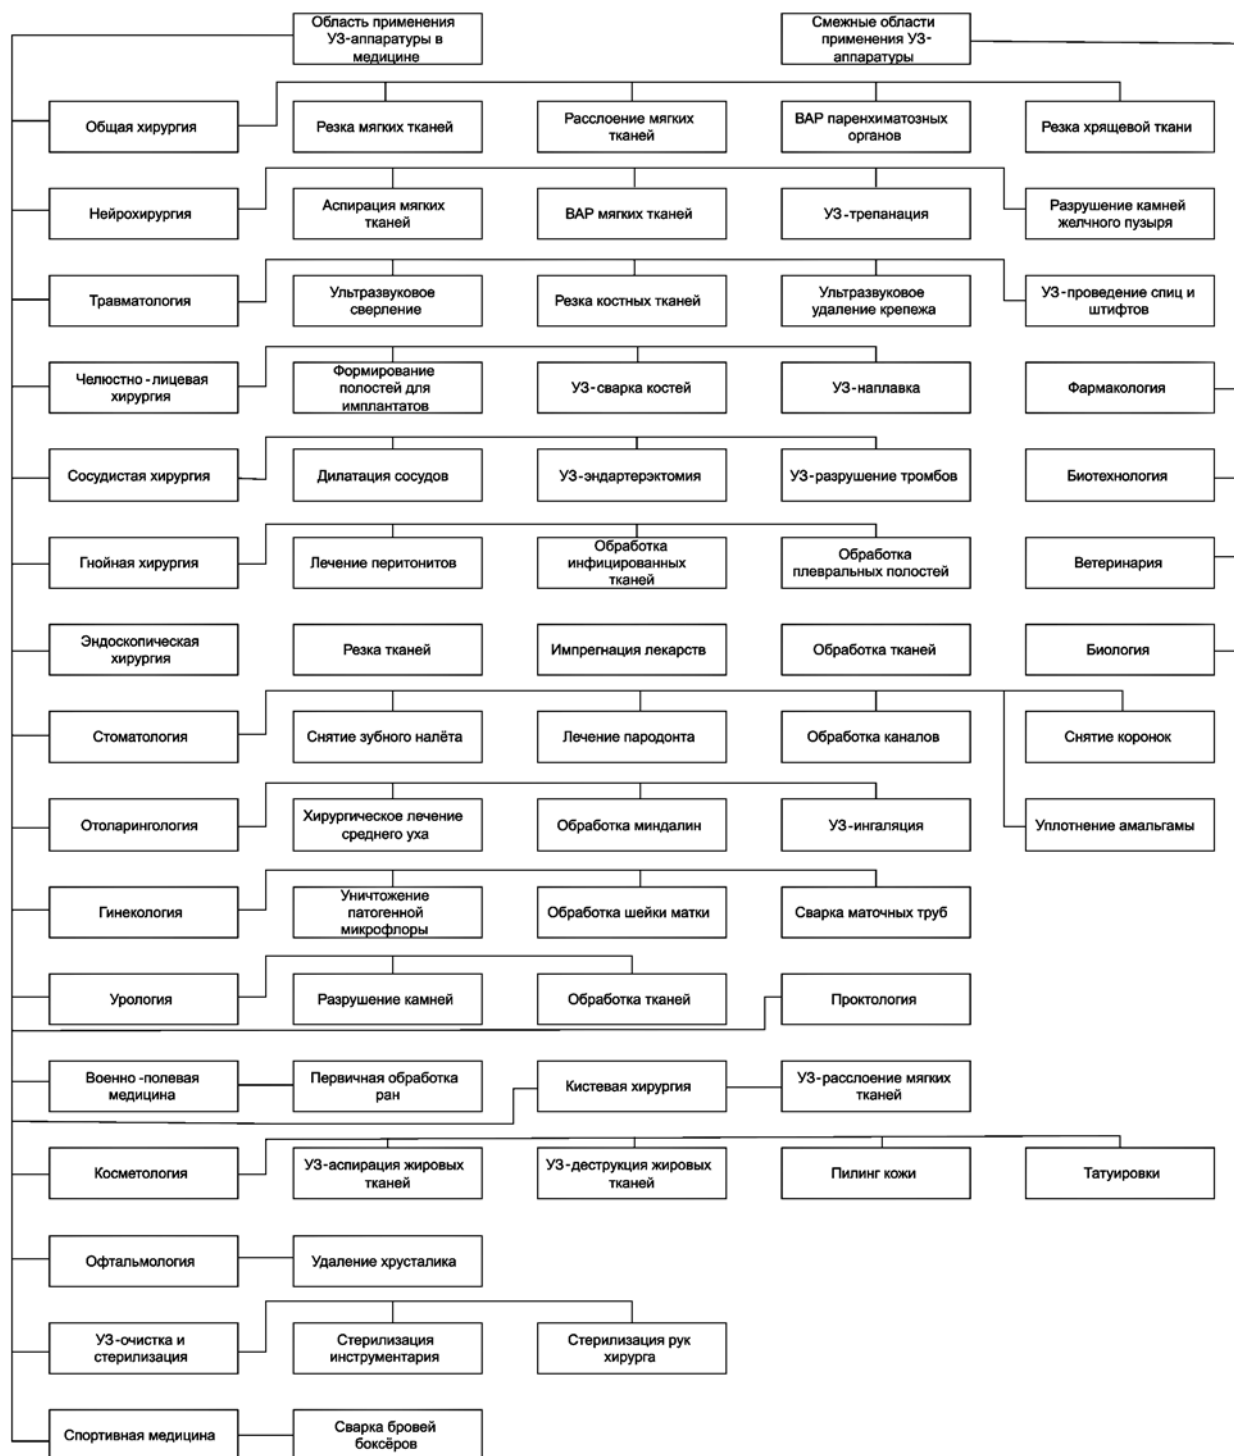 Область применения
УЗ-аппаратуры в
медицине
Смежные области
применения УЗ-
аппаратуры
Общая хирургия
Резка мягких тканей
Расслоение мягких
тканей
ВАР паренхиматозных
органов
Резка хрящевой ткани
Нейрохирургия
Аспирация мягких
тканей
ВАР мягких тканей
УЗ-трепанация
Разрушение камней
желчного пузыря
Травматология
Ультразвуковое
сверление
Резка костных тканей
Ультразвуковое
удаление крепежа
УЗ-проведение спиц и
штифтов
Челюстно-лицевая
хирургия
Формирование
полостей для
имплантатов
УЗ-сварка костей
УЗ-наплавка
Фармакология
Сосудистая хирургия
Дилатация сосудов
УЗ-эндартерэктомия
УЗ-разрушение тромбов
Биотехнология
Гнойная хирургия
Лечение перитонитов
Обработка
инфицированных
тканей
Обработка
плевральных полостей
Ветеринария
Эндоскопическая
хирургия
Резка тканей
Импрегнация лекарств
Обработка тканей
Биология
Стоматология
Снятие зубного налёта
Лечение пародонта
Обработка каналов
Снятие коронок
Отоларингология
Хирургическое лечение
среднего уха
Обработка миндалин
УЗ-ингаляция
Уплотнение амальгамы
Гинекология
Уничтожение
патогенной
микрофлоры
Обработка шейки матки
Сварка маточных труб
Урология
Разрушение камней
Обработка тканей
Проктология
Военно-полевая
медицина
Первичная обработка
ран
Кистевая хирургия
УЗ-расслоение мягких
тканей
Косметология
УЗ-аспирация жировых
тканей
УЗ-деструкция жировых
тканей
Пилинг кожи
Татуировки
Офтальмология
Удаление хрусталика
УЗ-очистка и
стерилизация
Стерилизация
инструментария
Стерилизация рук
хирурга
Спортивная медицина
Сварка бровей
боксёров